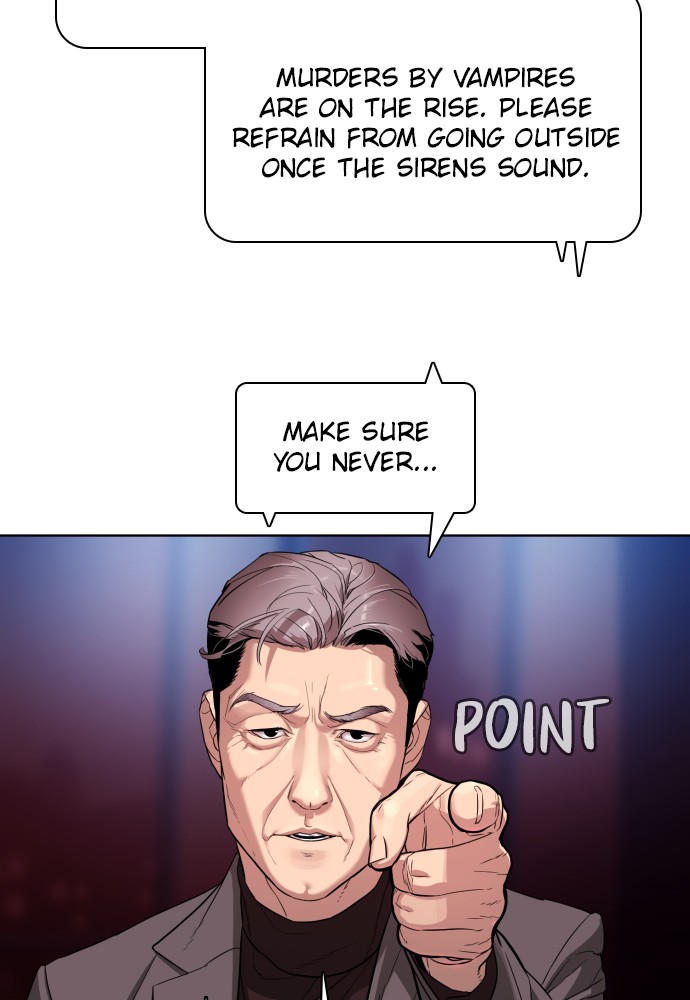 MURDERS BY VAMPIRES
ARE ON THE RISE. PLEASE
REFRAIN FROM GOING OUTSIDE
ONCE THE SIRENS SOUND.
MAKE SURE
YOU NEVER...
POINT